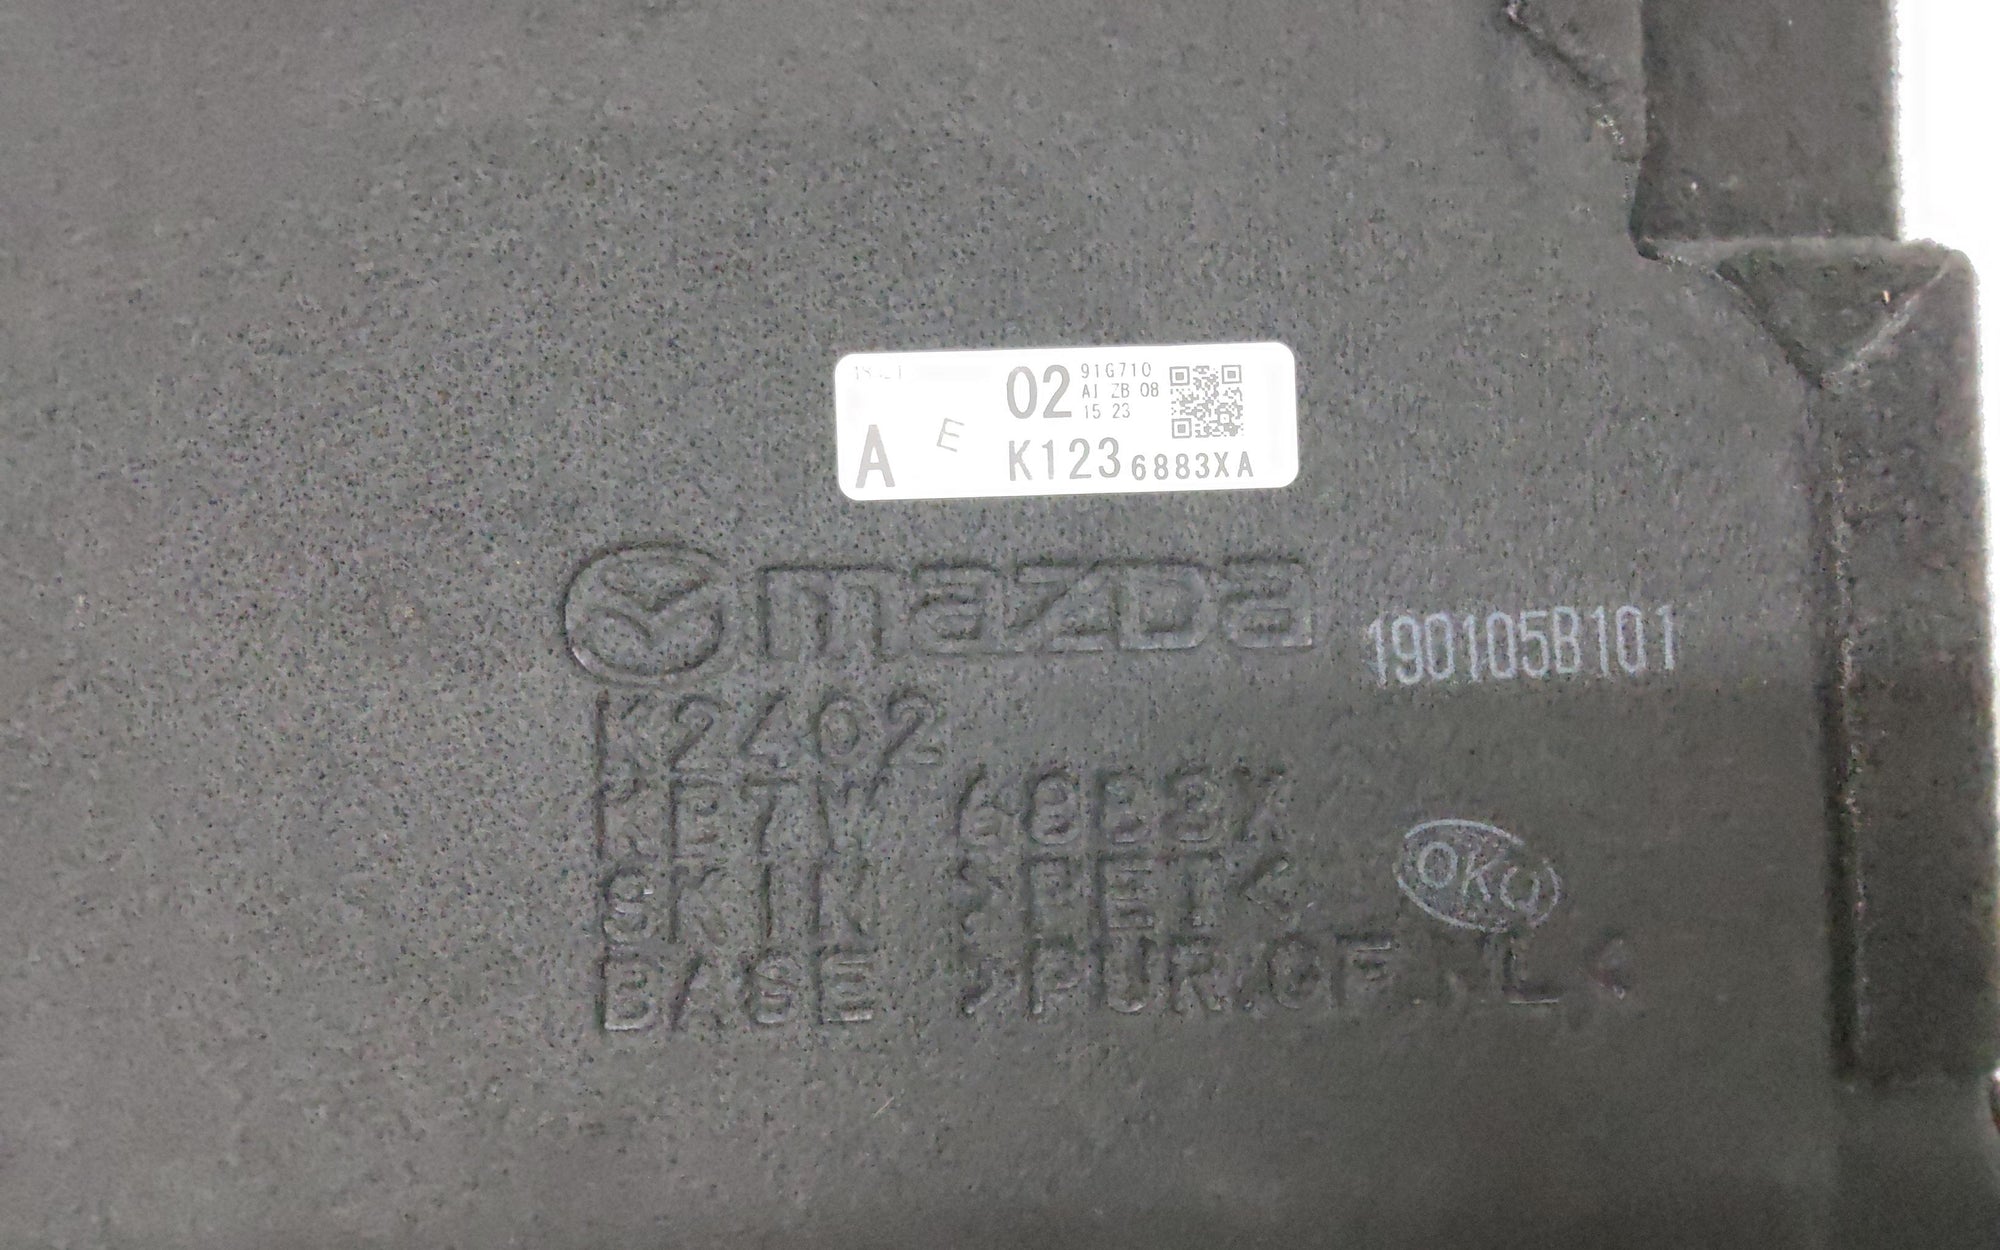 02 91G710
AI ZB 08
15 23
A E K123 6883XA
mazda
190105B101
K2402
KB7W 6883X
SKIN >PET<
OKU
BASE >PUR.CF.